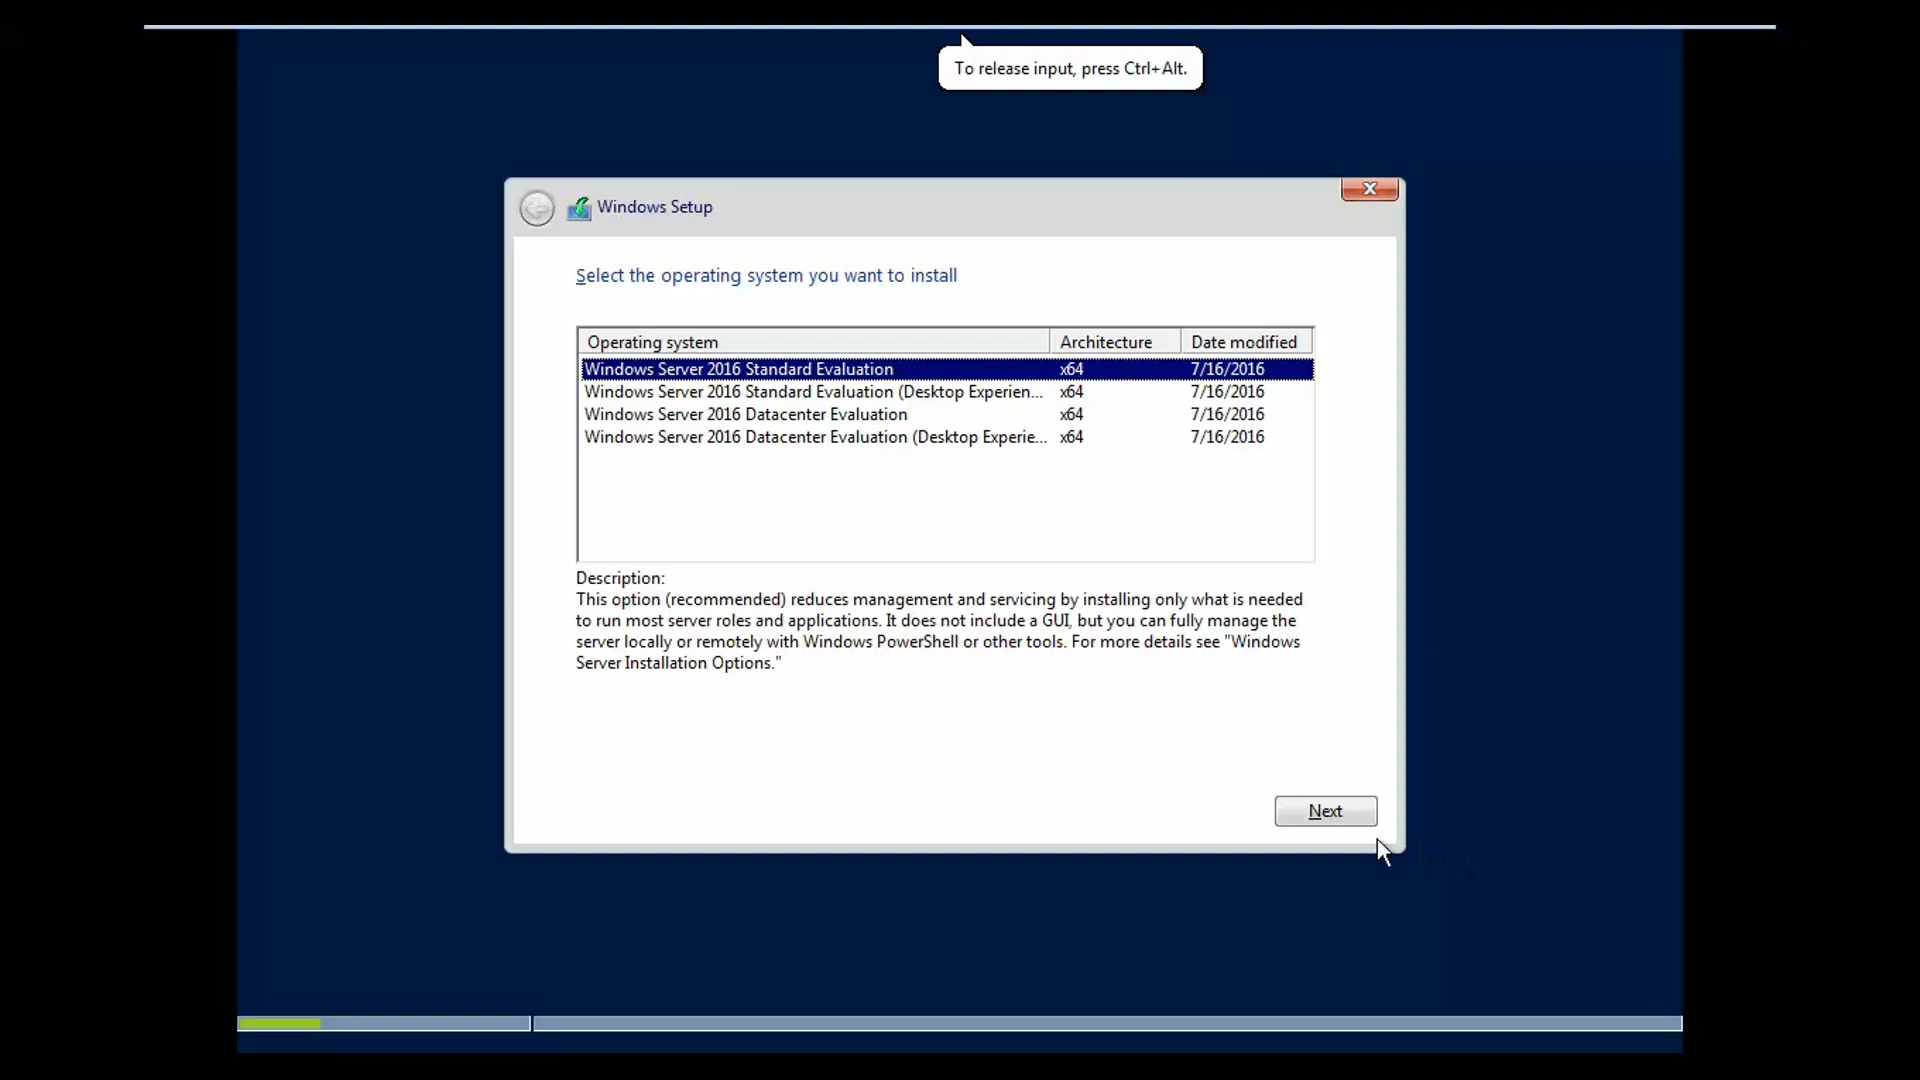 To release input, press Ctrl+Alt.
Windows Setup
Select the operating system you want to install
Operating system Architecture Date modified
Windows Server 2016 Standard Evaluation x64 7/16/2016
Windows Server 2016 Standard Evaluation (Desktop Experien... x64 7/16/2016
Windows Server 2016 Datacenter Evaluation x64 7/16/2016
Windows Server 2016 Datacenter Evaluation (Desktop Experie... x64 7/16/2016
Description:
This option (recommended) reduces management and servicing by installing only what is needed
to run most server roles and applications. It does not include a GUI, but you can fully manage the
server locally or remotely with Windows PowerShell or other tools. For more details see "Windows
Server Installation Options."
Next